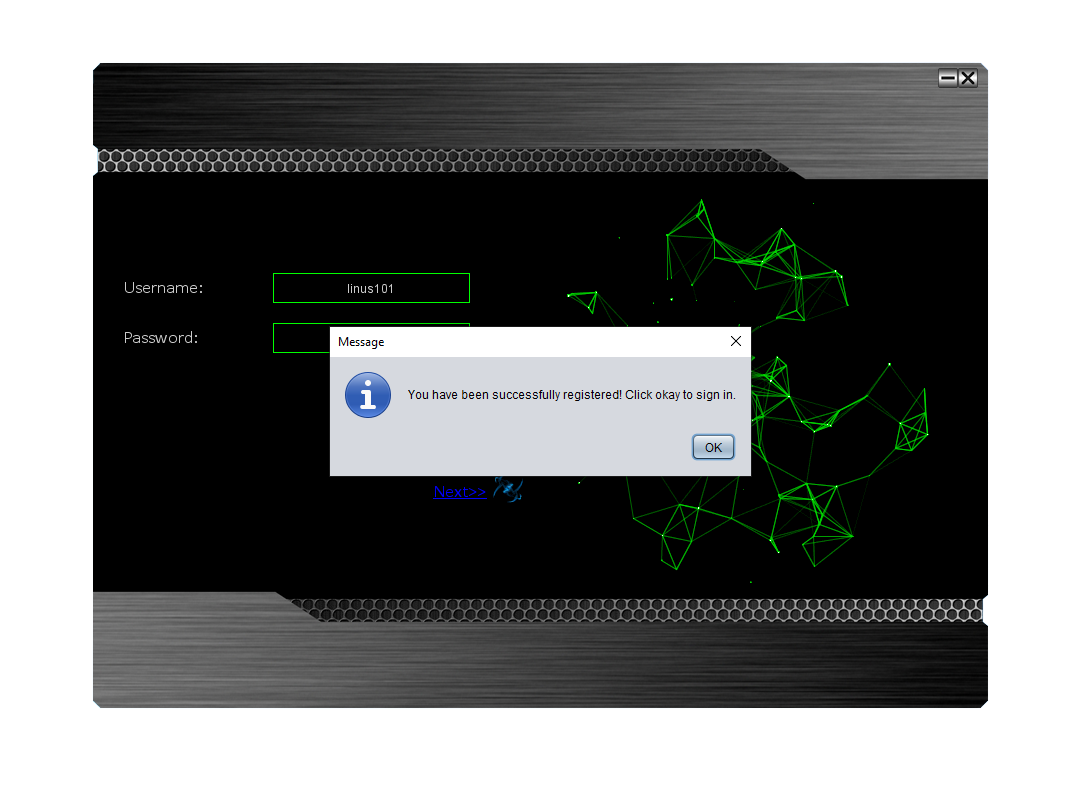 Username:
linus101
Password:
Message
You have been successfully registered! Click okay to sign in.
OK
Next>>